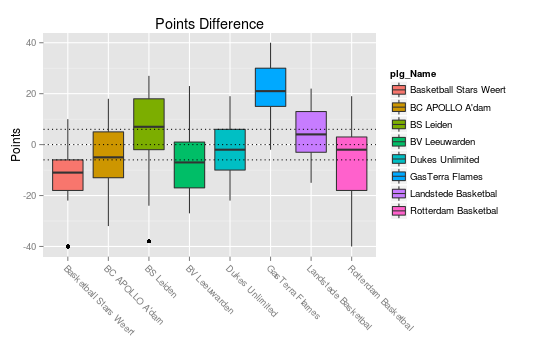 Points Difference
Points
40
20
0
-20
-40
Basketball Stars Weert
BC APOLLO A'dam
BS Leiden
BV Leeuwarden
Dukes Unlimited
GasTerra Flames
Landstede Basketbal
Rotterdam Basketbal
plg_Name
Basketball Stars Weert
BC APOLLO A'dam
BS Leiden
BV Leeuwarden
Dukes Unlimited
GasTerra Flames
Landstede Basketbal
Rotterdam Basketbal